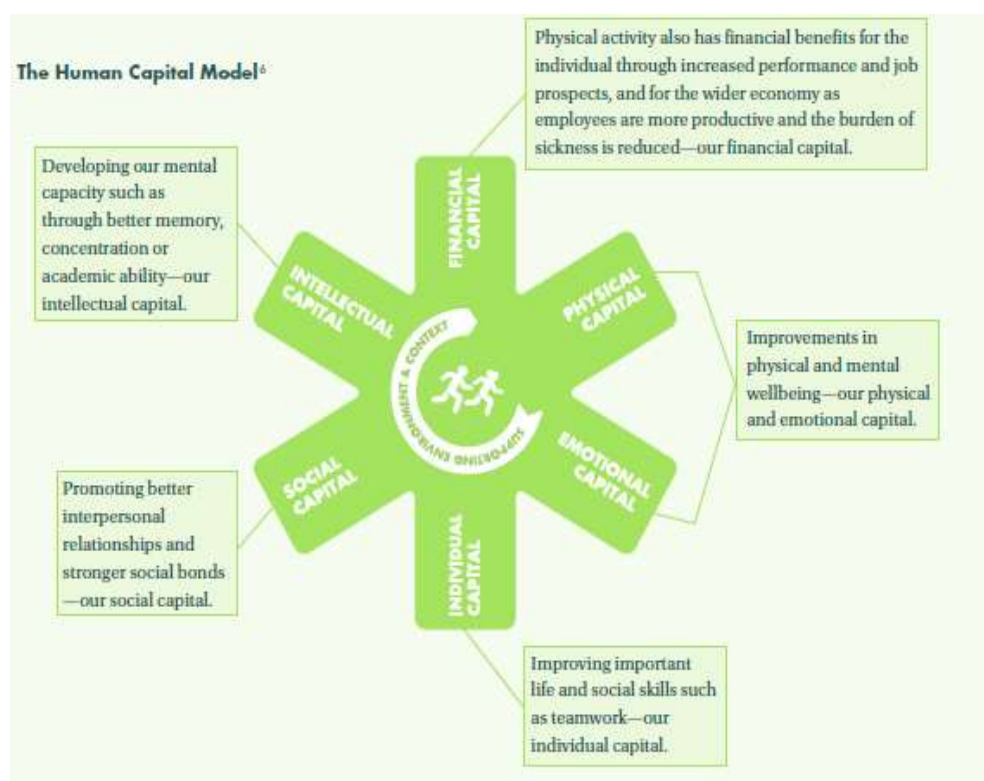 The Human Capital Model⁶
Physical activity also has financial benefits for the
individual through increased performance and job
prospects, and for the wider economy as
employees are more productive and the burden of
sickness is reduced—our financial capital.
Developing our mental
capacity such as
through better memory,
concentration or
academic ability—our
intellectual capital.
FINANCIAL
CAPITAL
INTELLECTUAL
CAPITAL
PHYSICAL
CAPITAL
Improvements in
physical and mental
wellbeing—our physical
and emotional capital.
SUPPORTING ENVIRONMENT & CONTEXT
EMOTIONAL
CAPITAL
SOCIAL
CAPITAL
Promoting better
interpersonal
relationships and
stronger social bonds
—our social capital.
INDIVIDUAL
CAPITAL
Improving important
life and social skills such
as teamwork—our
individual capital.